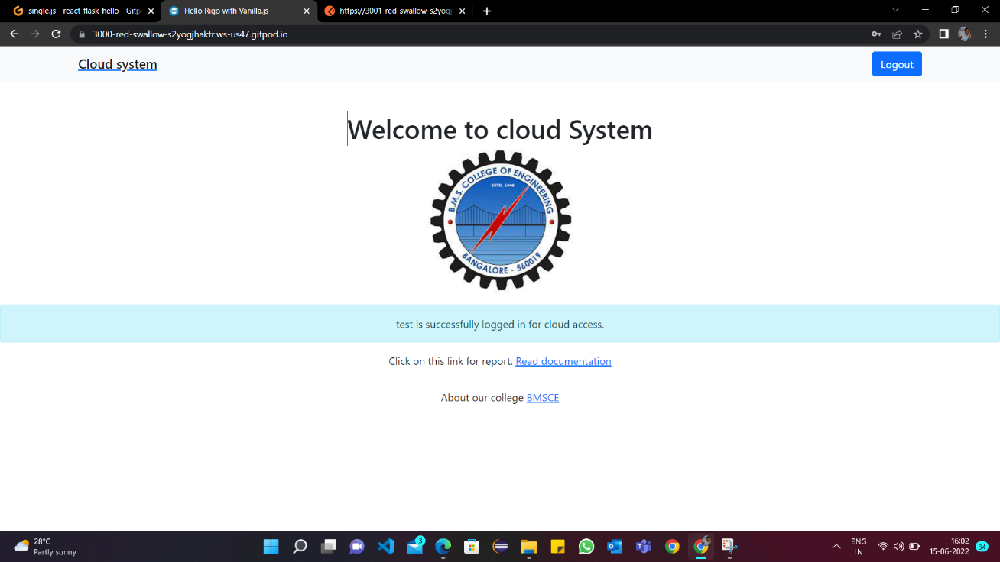 single.js - react-flask-hello - Gitp
Hello Rigo with Vanilla.js
https://3001-red-swallow-s2yogjl
3000-red-swallow-s2yogjhaktr.ws-us47.gitpod.io
Cloud system
Logout
Welcome to cloud System
B.M.S. COLLEGE OF ENGINEERING
ESTD. 1946
BANGALORE - 560019
test is successfully logged in for cloud access.
Click on this link for report: Read documentation
About our college BMSCE
28°C
Partly sunny
3
ENG
IN
16:02
15-06-2022
34